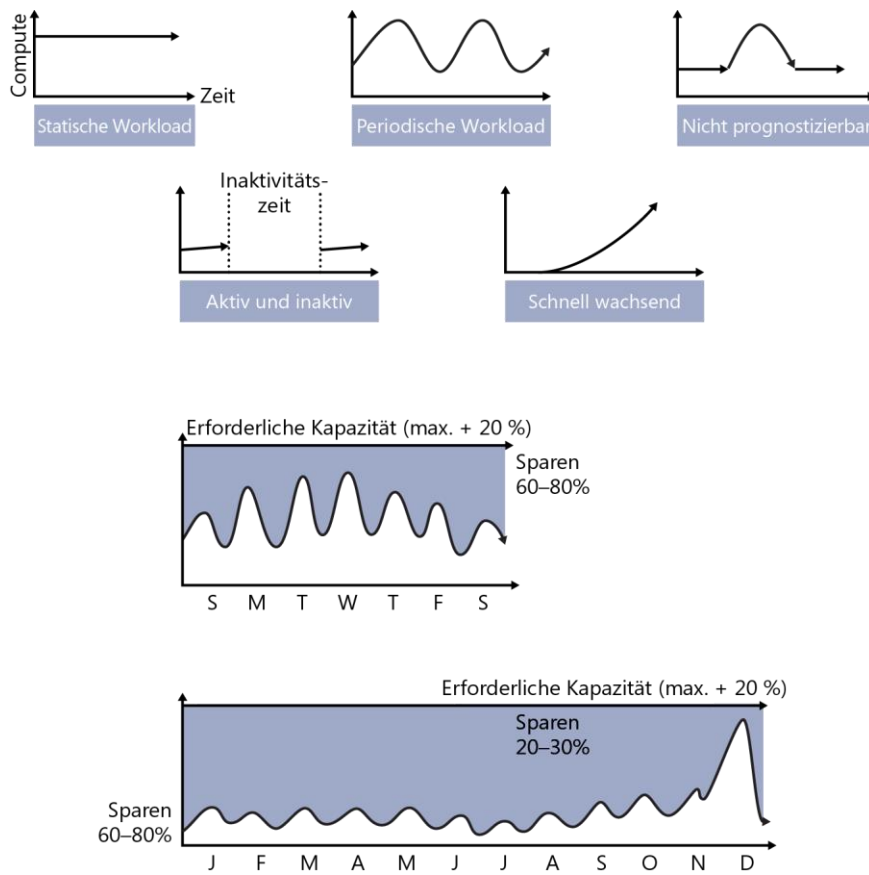 Compute
Zeit
Statische Workload
Periodische Workload
Nicht prognostizierbar
Inaktivitäts-
zeit
Aktiv und inaktiv
Schnell wachsend
Erforderliche Kapazität (max. + 20 %)
Sparen
60–80%
S M T W T F S
Erforderliche Kapazität (max. + 20 %)
Sparen
20–30%
Sparen
60–80%
J F M A M J J A S O N D